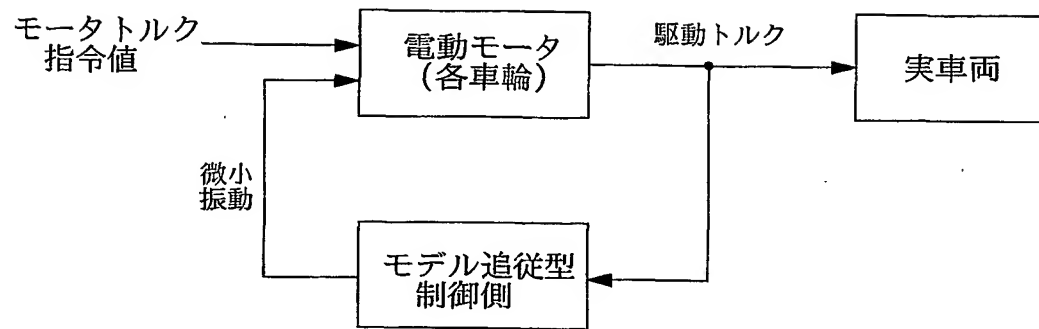 モータトルク
指令値
電動モータ
(各車輪)
駆動トルク
実車両
微小
振動
モデル追従型
制御側